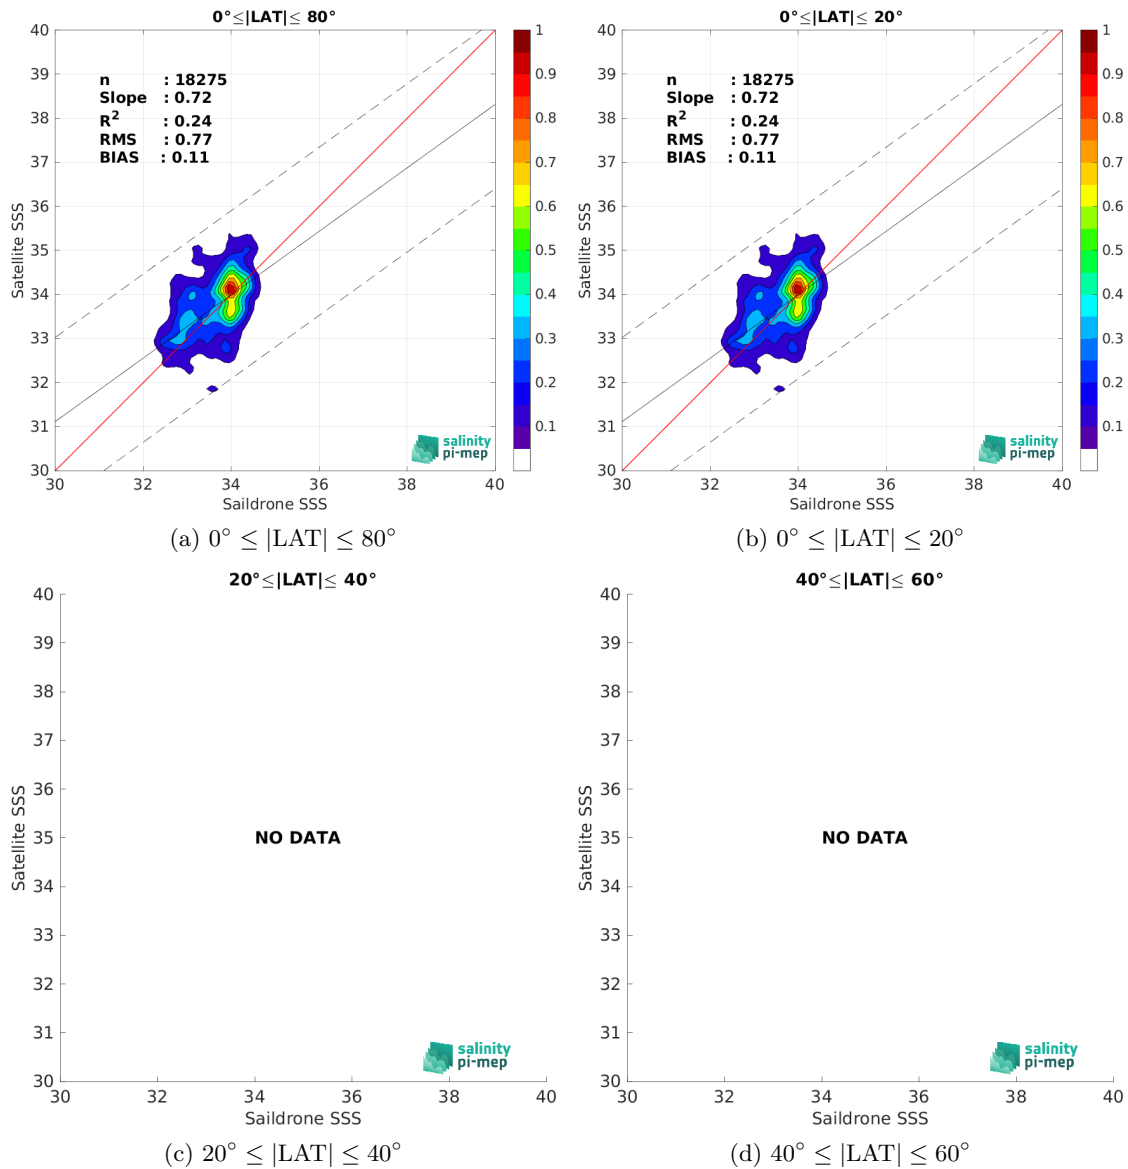 0°≤|LAT|≤ 80°
40
39
38
37
36
35
34
33
32
31
30
Satellite SSS
n : 18275
Slope : 0.72
R² : 0.24
RMS : 0.77
BIAS : 0.11
1
0.9
0.8
0.7
0.6
0.5
0.4
0.3
0.2
0.1
salinity
pi-mep
30 32 34 36 38 40
Saildrone SSS
(a) 0° ≤ |LAT| ≤ 80°
0°≤|LAT|≤ 20°
40
39
38
37
36
35
34
33
32
31
30
Satellite SSS
n : 18275
Slope : 0.72
R² : 0.24
RMS : 0.77
BIAS : 0.11
1
0.9
0.8
0.7
0.6
0.5
0.4
0.3
0.2
0.1
salinity
pi-mep
30 32 34 36 38 40
Saildrone SSS
(b) 0° ≤ |LAT| ≤ 20°
20°≤|LAT|≤ 40°
40
39
38
37
36
35
34
33
32
31
30
Satellite SSS
NO DATA
salinity
pi-mep
30 32 34 36 38 40
Saildrone SSS
(c) 20° ≤ |LAT| ≤ 40°
40°≤|LAT|≤ 60°
40
39
38
37
36
35
34
33
32
31
30
Satellite SSS
NO DATA
salinity
pi-mep
30 32 34 36 38 40
Saildrone SSS
(d) 40° ≤ |LAT| ≤ 60°